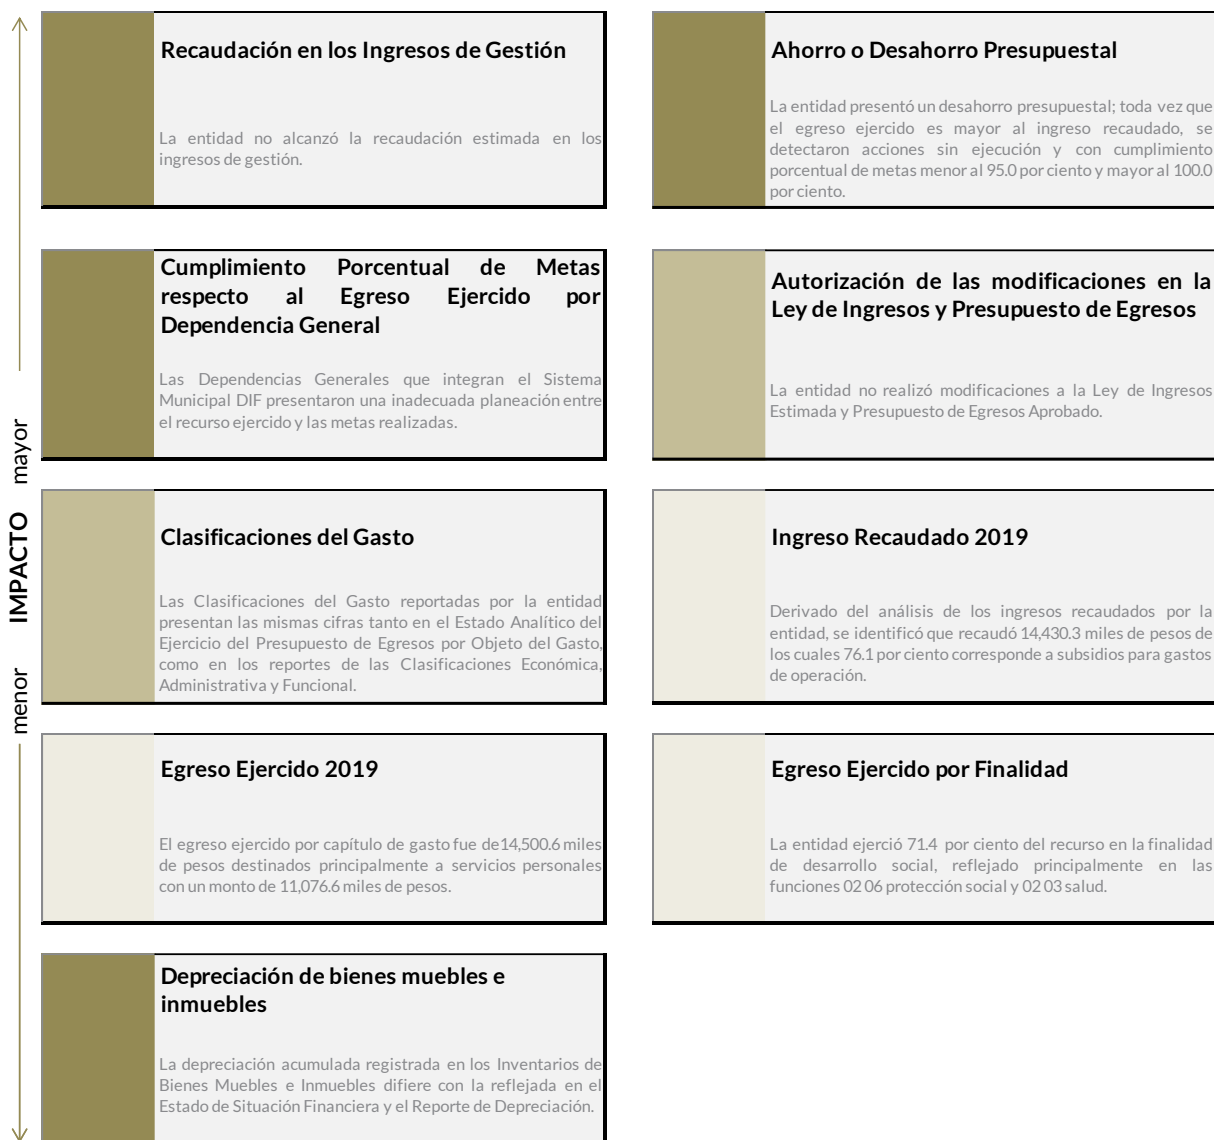 Recaudación en los Ingresos de Gestión
La entidad no alcanzó la recaudación estimada en los
ingresos de gestión.
Ahorro o Desahorro Presupuestal
La entidad presentó un desahorro presupuestal; toda vez que
el egreso ejercido es mayor al ingreso recaudado, se
detectaron acciones sin ejecución y con cumplimiento
porcentual de metas menor al 95.0 por ciento y mayor al 100.0
por ciento.
Cumplimiento Porcentual de Metas
respecto al Egreso Ejercido por
Dependencia General
Las Dependencias Generales que integran el Sistema
Municipal DIF presentaron una inadecuada planeación entre
el recurso ejercido y las metas realizadas.
Autorización de las modificaciones en la
Ley de Ingresos y Presupuesto de Egresos
La entidad no realizó modificaciones a la Ley de Ingresos
Estimada y Presupuesto de Egresos Aprobado.
menor IMPACTO mayor
Clasificaciones del Gasto
Las Clasificaciones del Gasto reportadas por la entidad
presentan las mismas cifras tanto en el Estado Analítico del
Ejercicio del Presupuesto de Egresos por Objeto del Gasto,
como en los reportes de las Clasificaciones Económica,
Administrativa y Funcional.
Ingreso Recaudado 2019
Derivado del análisis de los ingresos recaudados por la
entidad, se identificó que recaudó 14,430.3 miles de pesos de
los cuales 76.1 por ciento corresponde a subsidios para gastos
de operación.
Egreso Ejercido 2019
El egreso ejercido por capítulo de gasto fue de14,500.6 miles
de pesos destinados principalmente a servicios personales
con un monto de 11,076.6 miles de pesos.
Egreso Ejercido por Finalidad
La entidad ejerció 71.4 por ciento del recurso en la finalidad
de desarrollo social, reflejado principalmente en las
funciones 02 06 protección social y 02 03 salud.
Depreciación de bienes muebles e
inmuebles
La depreciación acumulada registrada en los Inventarios de
Bienes Muebles e Inmuebles difiere con la reflejada en el
Estado de Situación Financiera y el Reporte de Depreciación.